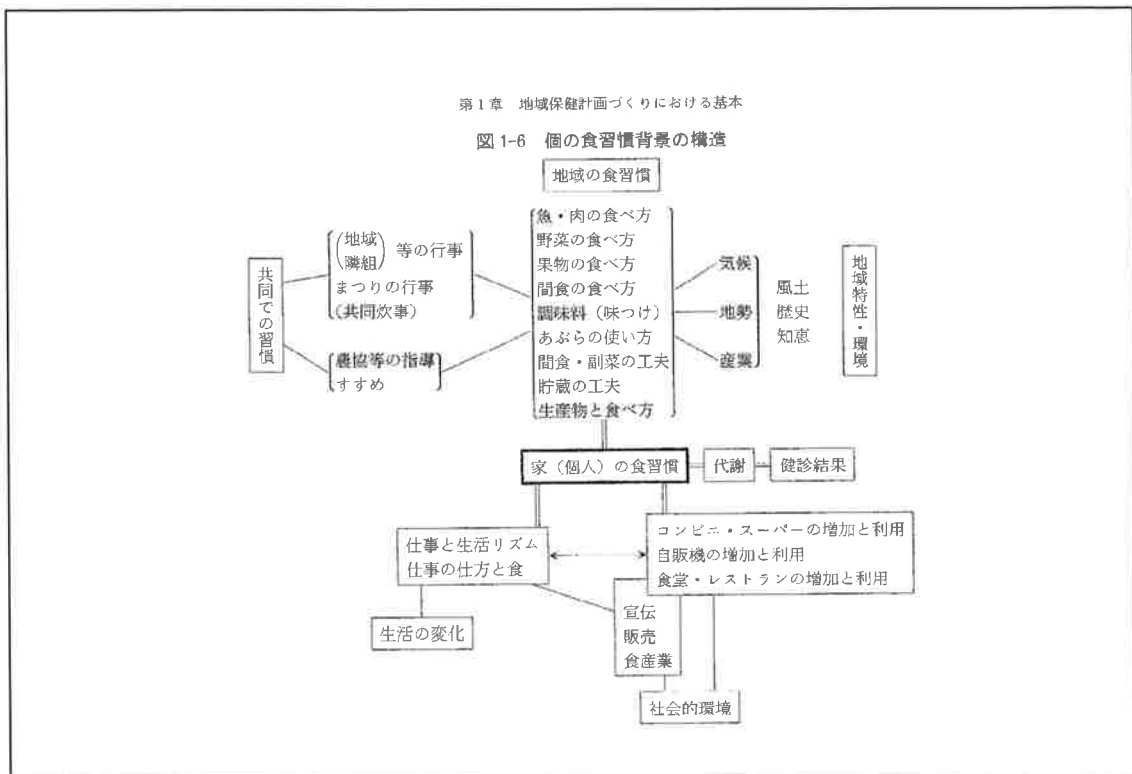 第1章 地域保健計画づくりにおける基本
図1-6 個の食習慣背景の構造
地域の食習慣
共同での習慣
(地域
隣組) 等の行事
まつりの行事
(共同炊事)
農協等の指導
すすめ
魚・肉の食べ方
野菜の食べ方
果物の食べ方
間食の食べ方
調味料(味つけ)
あぶらの使い方
間食・副菜の工夫
貯蔵の工夫
生産物と食べ方
気候
地勢
産業
風土
歴史
知恵
地域特性・環境
家(個人)の食習慣
代謝
健診結果
仕事と生活リズム
仕事の仕方と食
コンビニ・スーパーの増加と利用
自販機の増加と利用
食堂・レストランの増加と利用
宣伝
販売
食産業
生活の変化
社会的環境